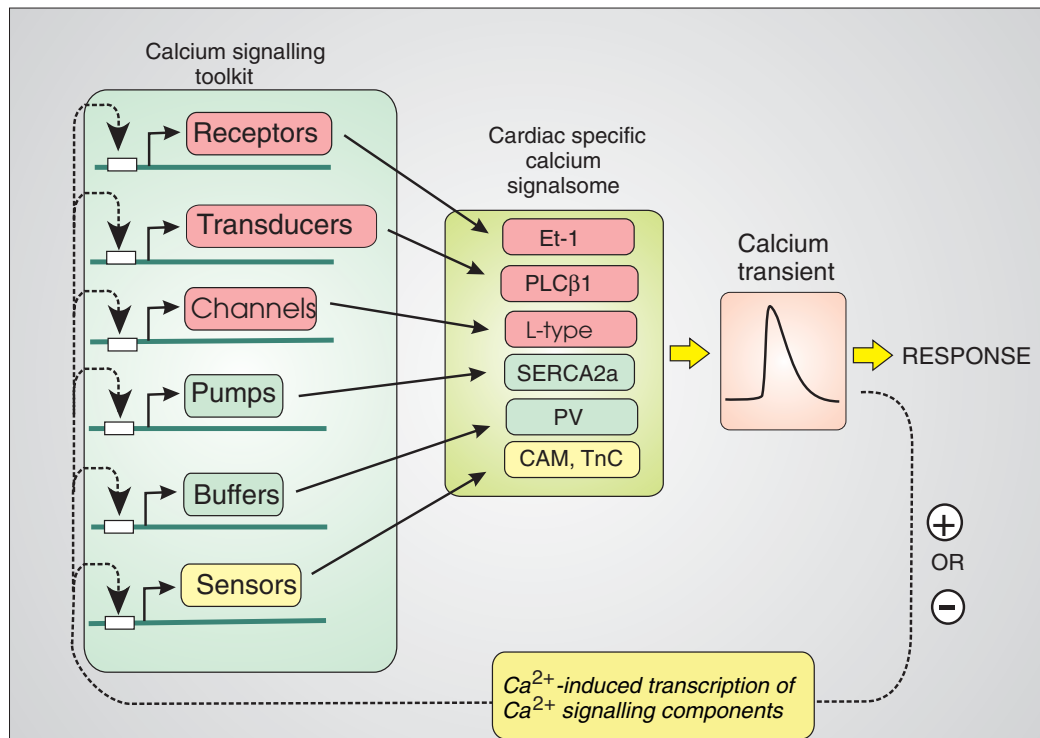 Calcium signalling
toolkit
Receptors
Transducers
Channels
Pumps
Buffers
Sensors
Cardiac specific
calcium
signalsome
Et-1
PLCβ1
L-type
SERCA2a
PV
CAM, TnC
Calcium
transient
RESPONSE
+
OR
−
Ca²⁺-induced transcription of
Ca²⁺ signalling components